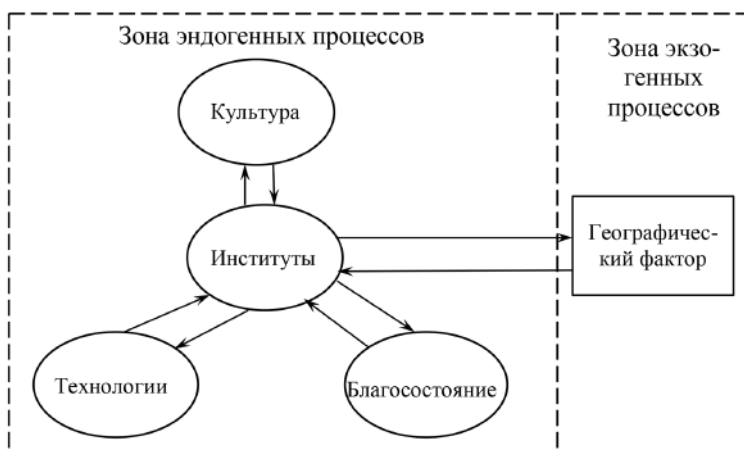 Зона эндогенных процессов
Зона экзо-
генных
процессов
Культура
Институты
Географичес-
кий фактор
Технологии
Благосостояние